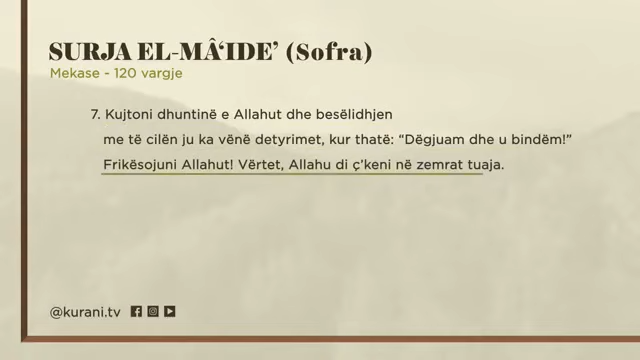 SURJA EL-MÂ‘IDE’ (Sofra)
Mekase - 120 vargje
7. Kujtoni dhuntinë e Allahut dhe besëlidhjen
me të cilën ju ka vënë detyrimet, kur thatë: “Dëgjuam dhe u bindëm!”
Frikësojuni Allahut! Vërtet, Allahu di ç’keni në zemrat tuaja.
@kurani.tv